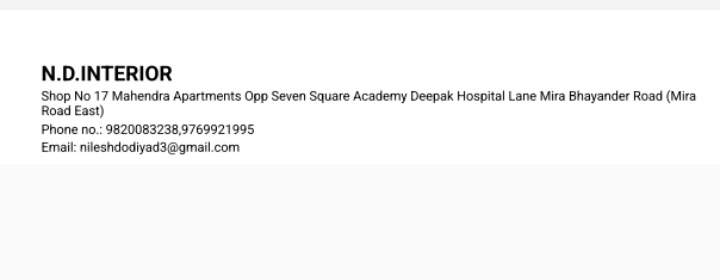 N.D.INTERIOR
Shop No 17 Mahendra Apartments Opp Seven Square Academy Deepak Hospital Lane Mira Bhayander Road (Mira
Road East)
Phone no.: 9820083238,9769921995
Email: nileshdodiyad3@gmail.com